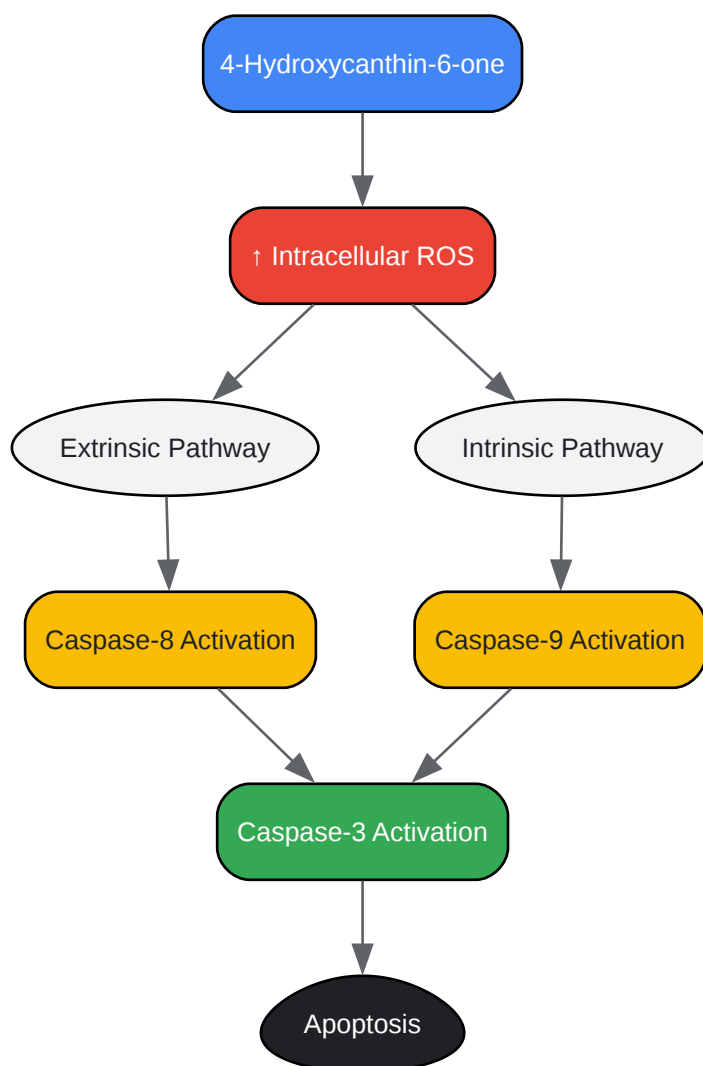 4-Hydroxycanthin-6-one
↑ Intracellular ROS
Extrinsic Pathway
Intrinsic Pathway
Caspase-8 Activation
Caspase-9 Activation
Caspase-3 Activation
Apoptosis